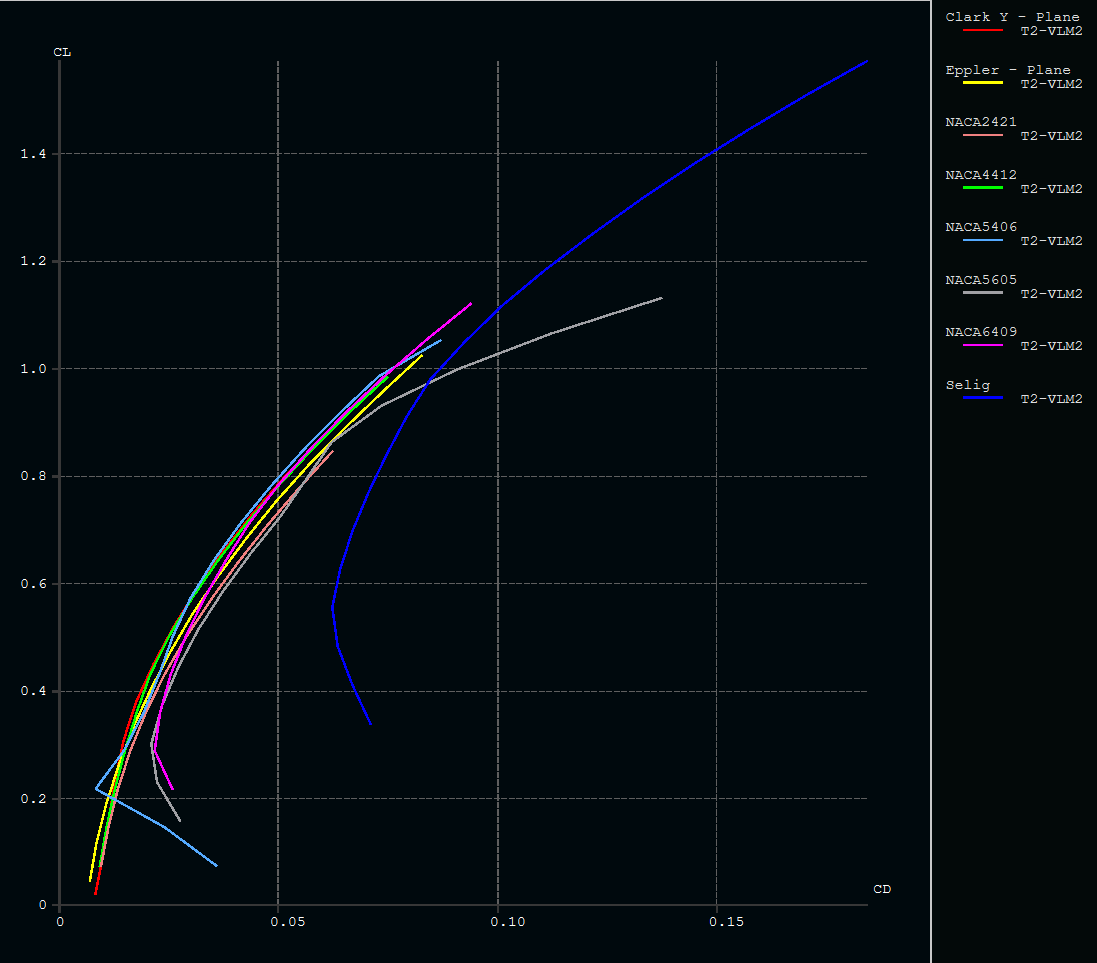 CL
1.4
1.2
1.0
0.8
0.6
0.4
0.2
0
0
0.05
0.10
0.15
CD
Clark Y - Plane
T2-VLM2
Eppler - Plane
T2-VLM2
NACA2421
T2-VLM2
NACA4412
T2-VLM2
NACA5406
T2-VLM2
NACA5605
T2-VLM2
NACA6409
T2-VLM2
Selig
T2-VLM2